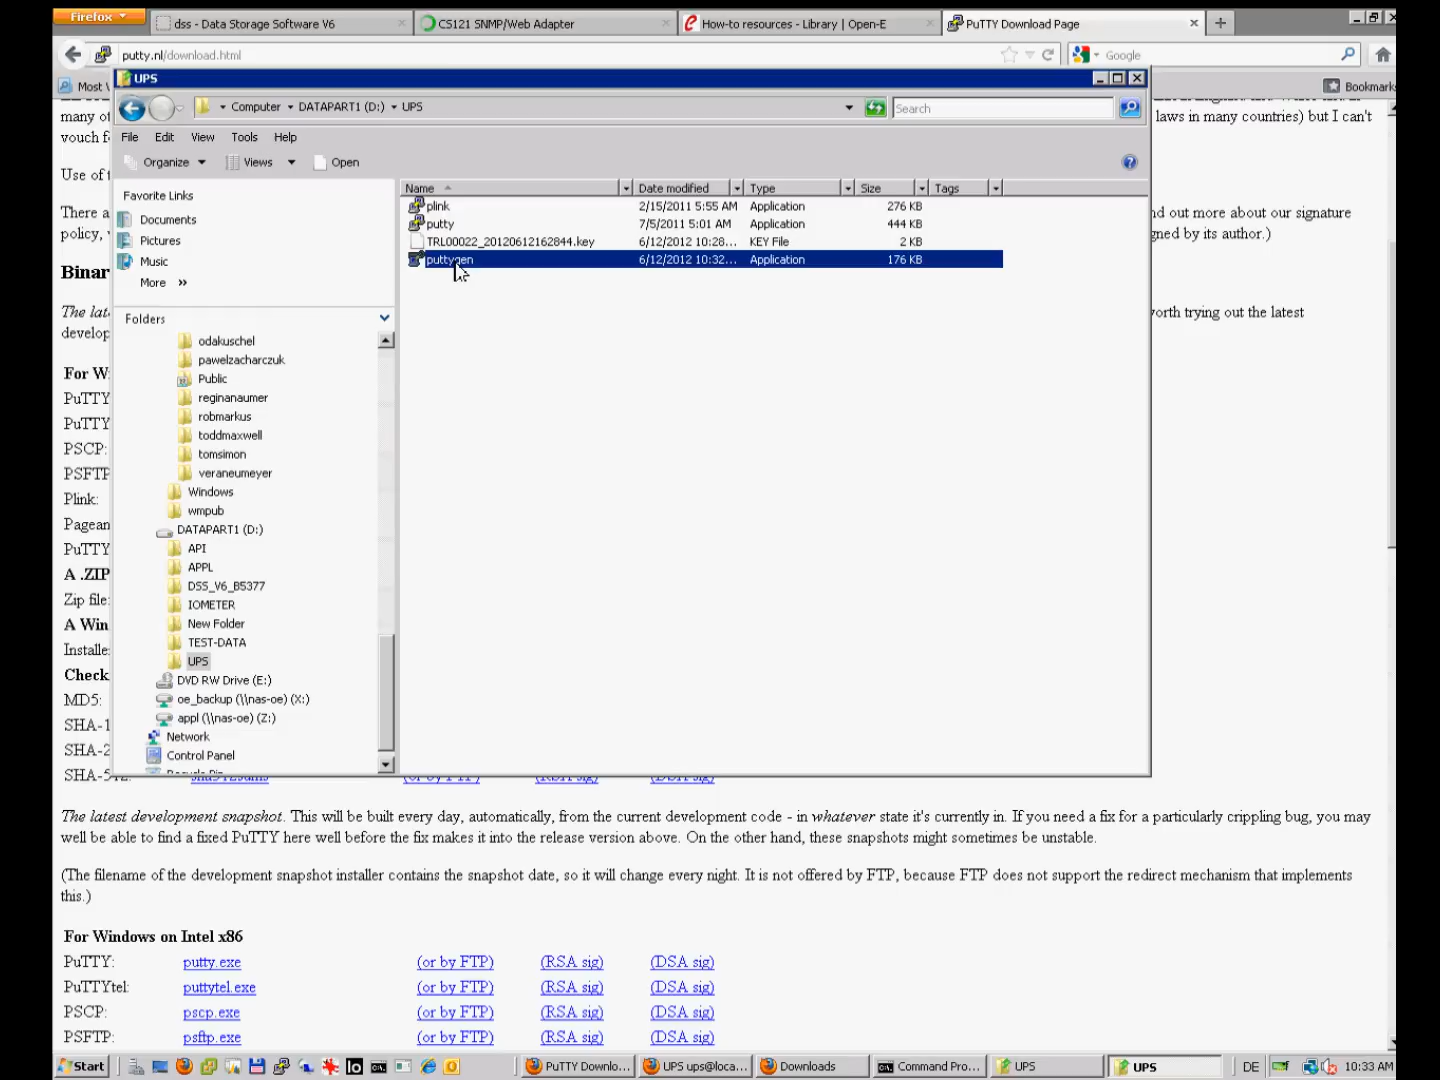 Firefox
dss - Data Storage Software V6
CS121 SNMP/Web Adapter
How-to resources - Library | Open-E
PuTTY Download Page
putty.nl/download.html
Google
Most
Bookmark
UPS
Computer DATAPART1 (D:) UPS
Search
File Edit View Tools Help
Organize Views Open
many of
laws in many countries) but I can't
vouch f
Use of t
There a
nd out more about our signature
policy,
gned by its author.)
Binar
The lat
orth trying out the latest
develop
Favorite Links
Documents
Pictures
Music
More »
Folders
odakuschel
pawelzacharczuk
Public
reginanaumer
robmarkus
toddmaxwell
tomsimon
veraneumeyer
Windows
wmpub
DATAPART1 (D:)
API
APPL
DSS_V6_B5377
IOMETER
New Folder
TEST-DATA
UPS
DVD RW Drive (E:)
oe_backup (\\nas-oe) (X:)
appl (\\nas-oe) (Z:)
Network
Control Panel
Name Date modified Type Size Tags
plink 2/15/2011 5:55 AM Application 276 KB
putty 7/5/2011 5:01 AM Application 444 KB
TRL00022_20120612162844.key 6/12/2012 10:28... KEY File 2 KB
puttygen 6/12/2012 10:32... Application 176 KB
For W
PuTTY
PuTTY
PSCP:
PSFTP
Plink:
Pagean
PuTTY
A .ZIP
Zip file:
A Win
Installe
Check
MD5:
SHA-1
SHA-2
SHA-512: sha512sums (or by FTP) (RSA sig) (DSA sig)
The latest development snapshot. This will be built every day, automatically, from the current development code - in whatever state it's currently in. If you need a fix for a particularly crippling bug, you may
well be able to find a fixed PuTTY here well before the fix makes it into the release version above. On the other hand, these snapshots might sometimes be unstable.
(The filename of the development snapshot installer contains the snapshot date, so it will change every night. It is not offered by FTP, because FTP does not support the redirect mechanism that implements
this.)
For Windows on Intel x86
PuTTY: putty.exe (or by FTP) (RSA sig) (DSA sig)
PuTTYtel: puttytel.exe (or by FTP) (RSA sig) (DSA sig)
PSCP: pscp.exe (or by FTP) (RSA sig) (DSA sig)
PSFTP: psftp.exe (or by FTP) (RSA sig) (DSA sig)
Start
PuTTY Downlo...
UPS ups@loca...
Downloads
Command Pro...
UPS
UPS
DE
10:33 AM